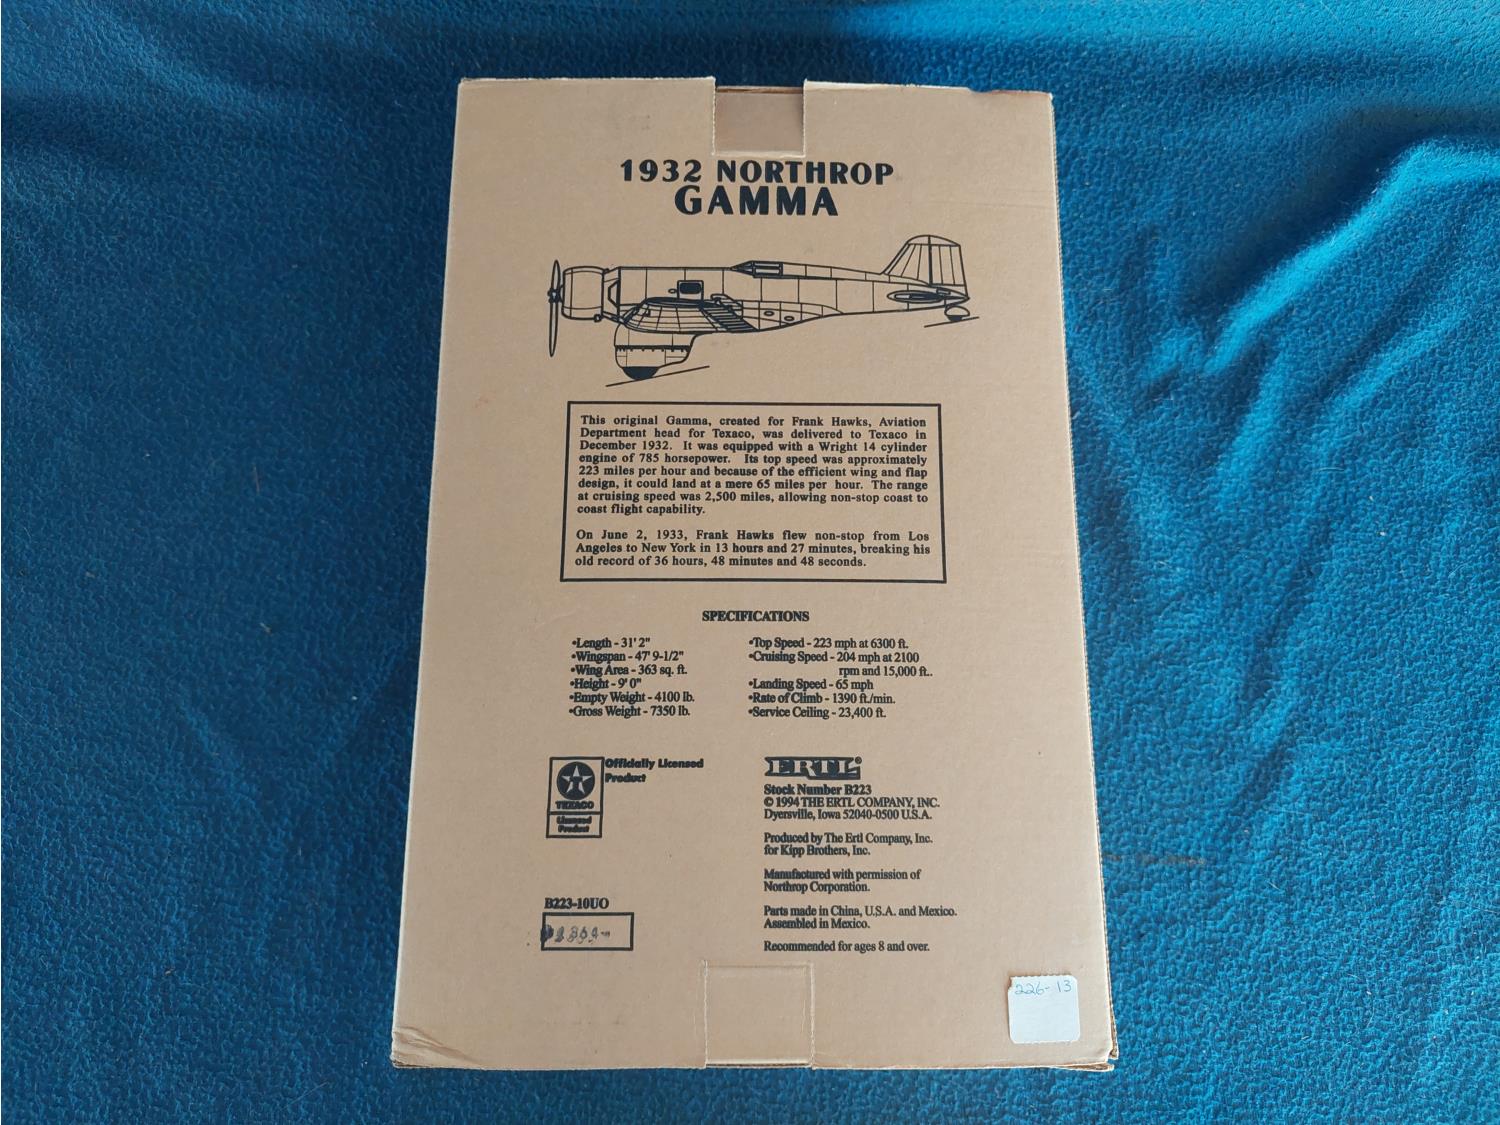 1932 NORTHROP
GAMMA
This original Gamma, created for Frank Hawks, Aviation
Department head for Texaco, was delivered to Texaco in
December 1932. It was equipped with a Wright 14 cylinder
engine of 785 horsepower. Its top speed was approximately
223 miles per hour and because of the efficient wing and flap
design, it could land at a mere 65 miles per hour. The range
at cruising speed was 2,500 miles, allowing non-stop coast to
coast flight capability.
On June 2, 1933, Frank Hawks flew non-stop from Los
Angeles to New York in 13 hours and 27 minutes, breaking his
old record of 36 hours, 48 minutes and 48 seconds.
SPECIFICATIONS
•Length - 31' 2"
•Wingspan - 47' 9-1/2"
•Wing Area - 363 sq. ft.
•Height - 9' 0"
•Empty Weight - 4100 lb.
•Gross Weight - 7350 lb.
•Top Speed - 223 mph at 6300 ft.
•Cruising Speed - 204 mph at 2100
rpm and 15,000 ft..
•Landing Speed - 65 mph
•Rate of Climb - 1390 ft./min.
•Service Ceiling - 23,400 ft.
Officially Licensed
Product
TEXACO
Licensed
Product
ERTL®
Stock Number B223
© 1994 THE ERTL COMPANY, INC.
Dyersville, Iowa 52040-0500 U.S.A.
Produced by The Ertl Company, Inc.
for Kipp Brothers, Inc.
Manufactured with permission of
Northrop Corporation.
Parts made in China, U.S.A. and Mexico.
Assembled in Mexico.
Recommended for ages 8 and over.
B223-10UO
226-13